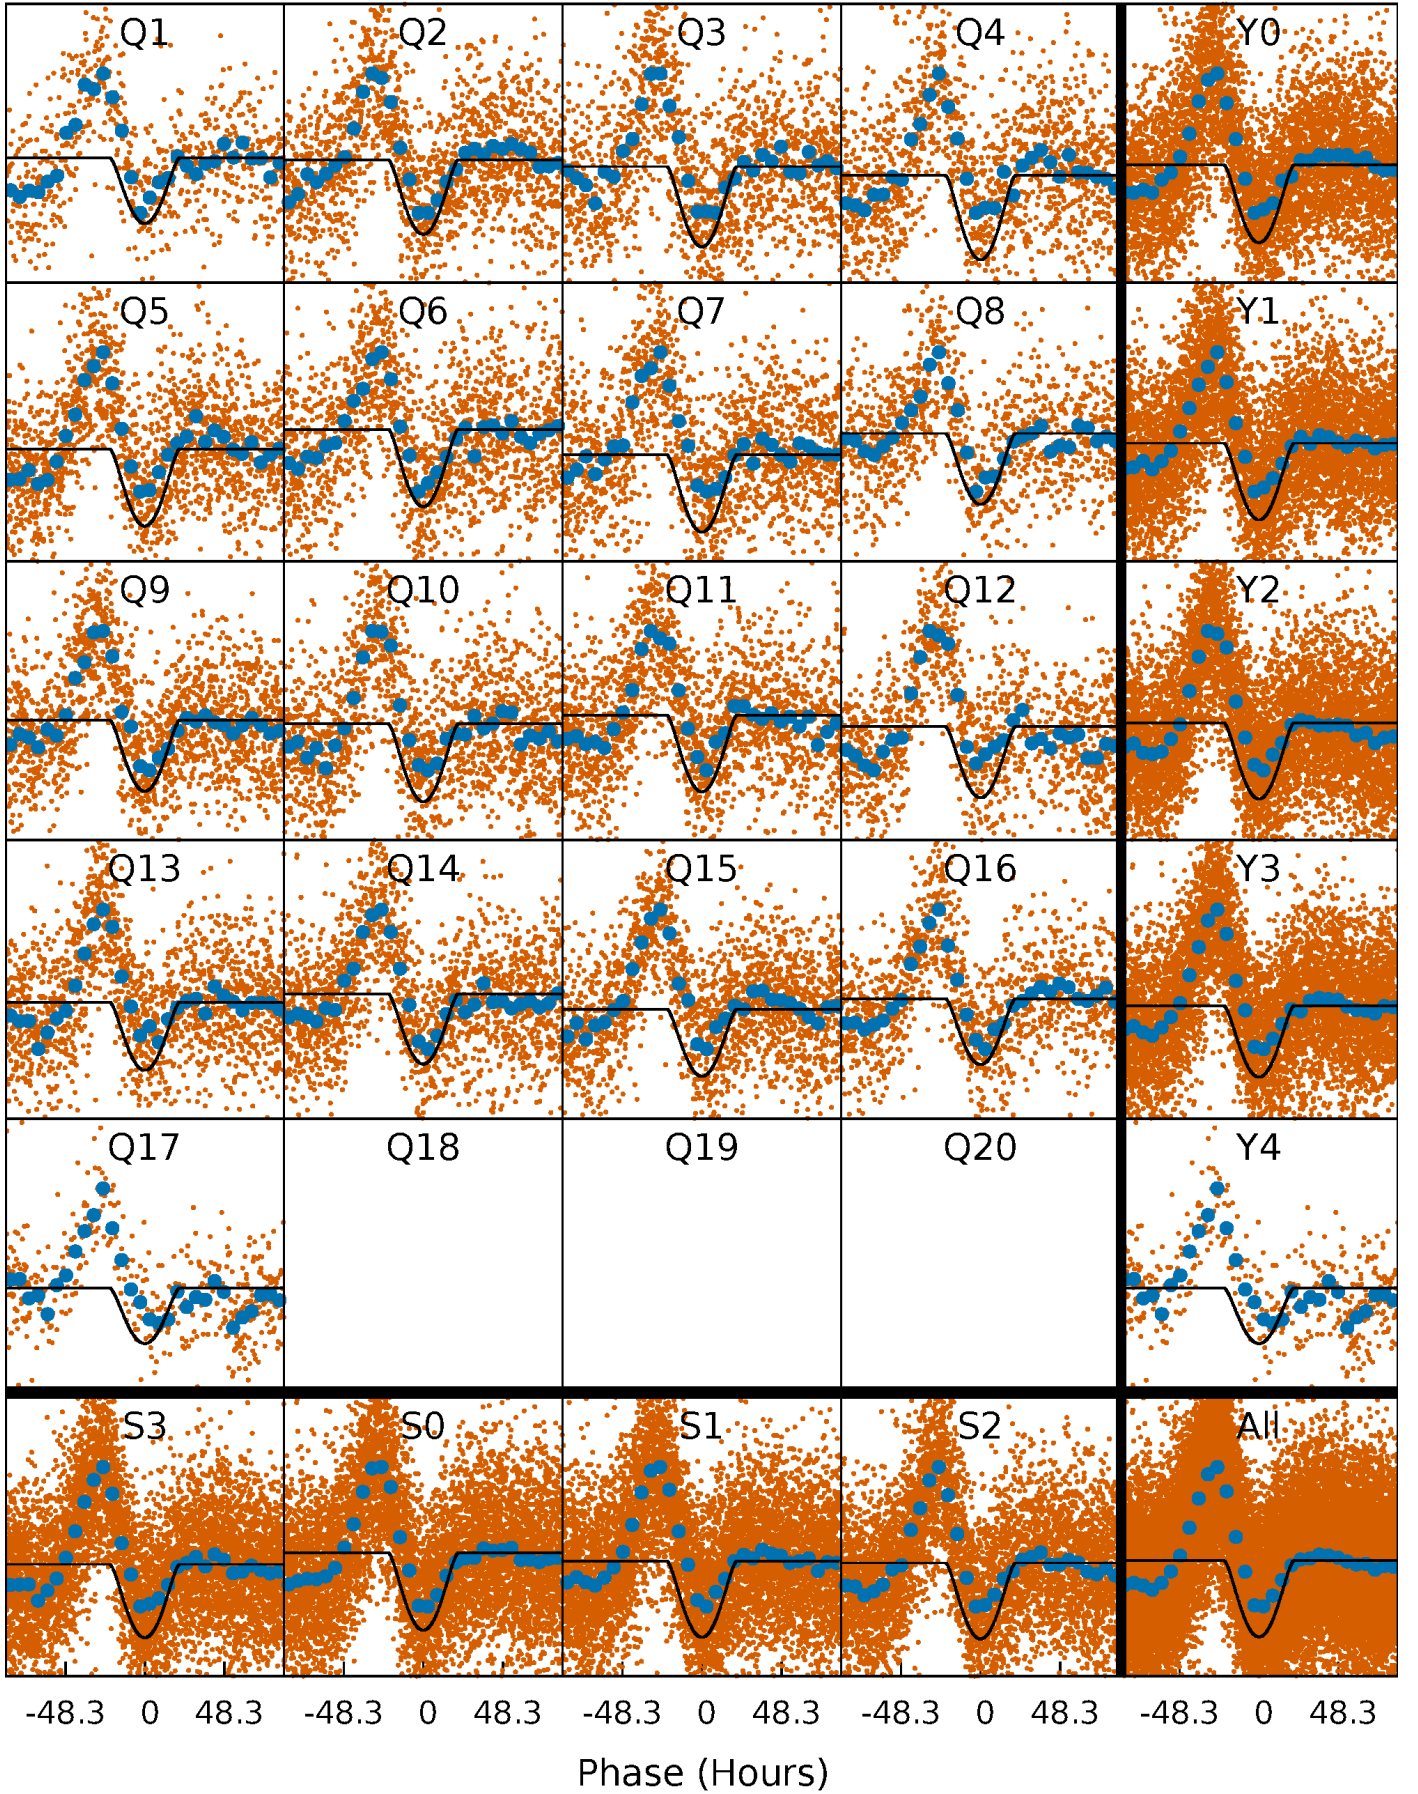 Q1 Q2 Q3 Q4 Y0
Q5 Q6 Q7 Q8 Y1
Q9 Q10 Q11 Q12 Y2
Q13 Q14 Q15 Q16 Y3
Q17 Q18 Q19 Q20 Y4
S3 S0 S1 S2 All
-48.3 0 48.3 -48.3 0 48.3 -48.3 0 48.3 -48.3 0 48.3 -48.3 0 48.3
Phase (Hours)